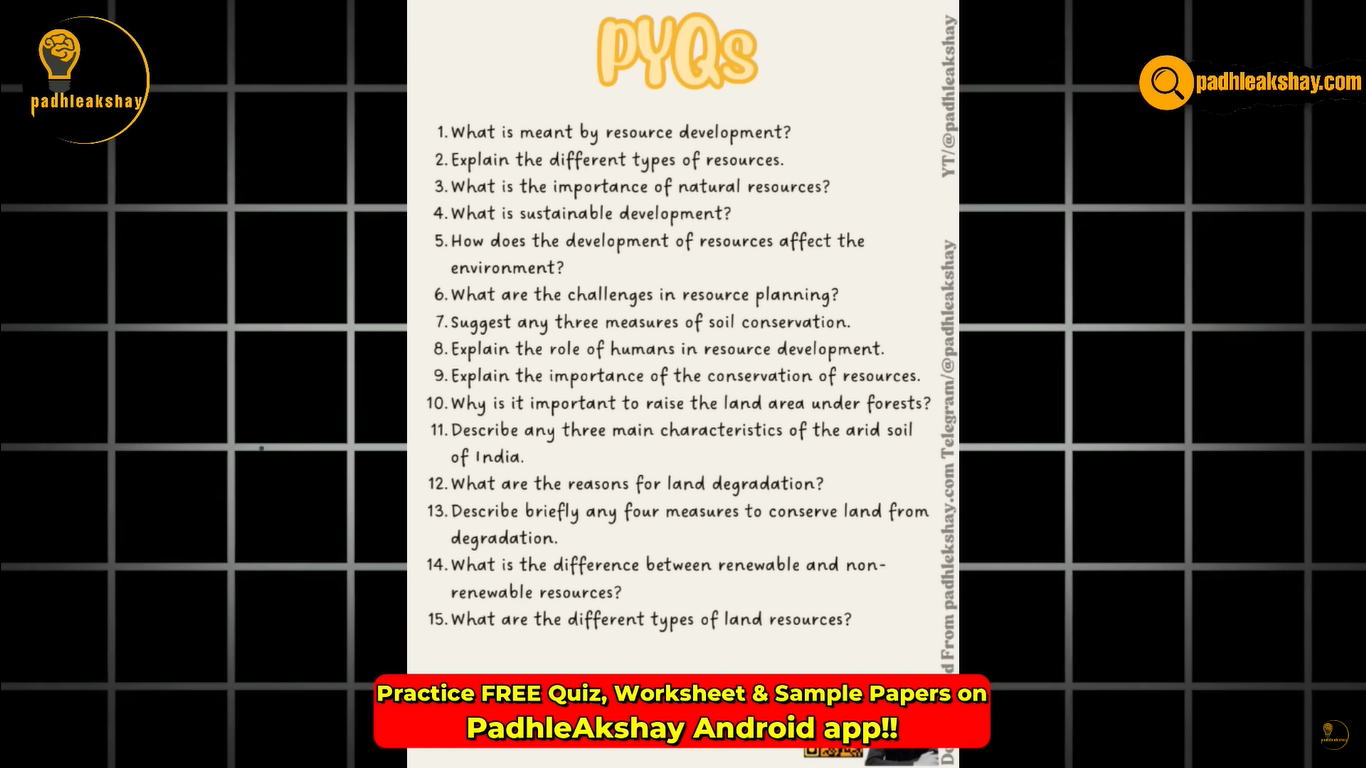 PYQs
padhleakshay
padhleakshay.com
1. What is meant by resource development?
2. Explain the different types of resources.
3. What is the importance of natural resources?
4. What is sustainable development?
5. How does the development of resources affect the
environment?
6. What are the challenges in resource planning?
7. Suggest any three measures of soil conservation.
8. Explain the role of humans in resource development.
9. Explain the importance of the conservation of resources.
10. Why is it important to raise the land area under forests?
11. Describe any three main characteristics of the arid soil
of India.
12. What are the reasons for land degradation?
13. Describe briefly any four measures to conserve land from
degradation.
14. What is the difference between renewable and non-
renewable resources?
15. What are the different types of land resources?
From padhlekshay.com Telegram/@padhleakshay YT/@padhleakshay
Practice FREE Quiz, Worksheet & Sample Papers on
PadhleAkshay Android app!!